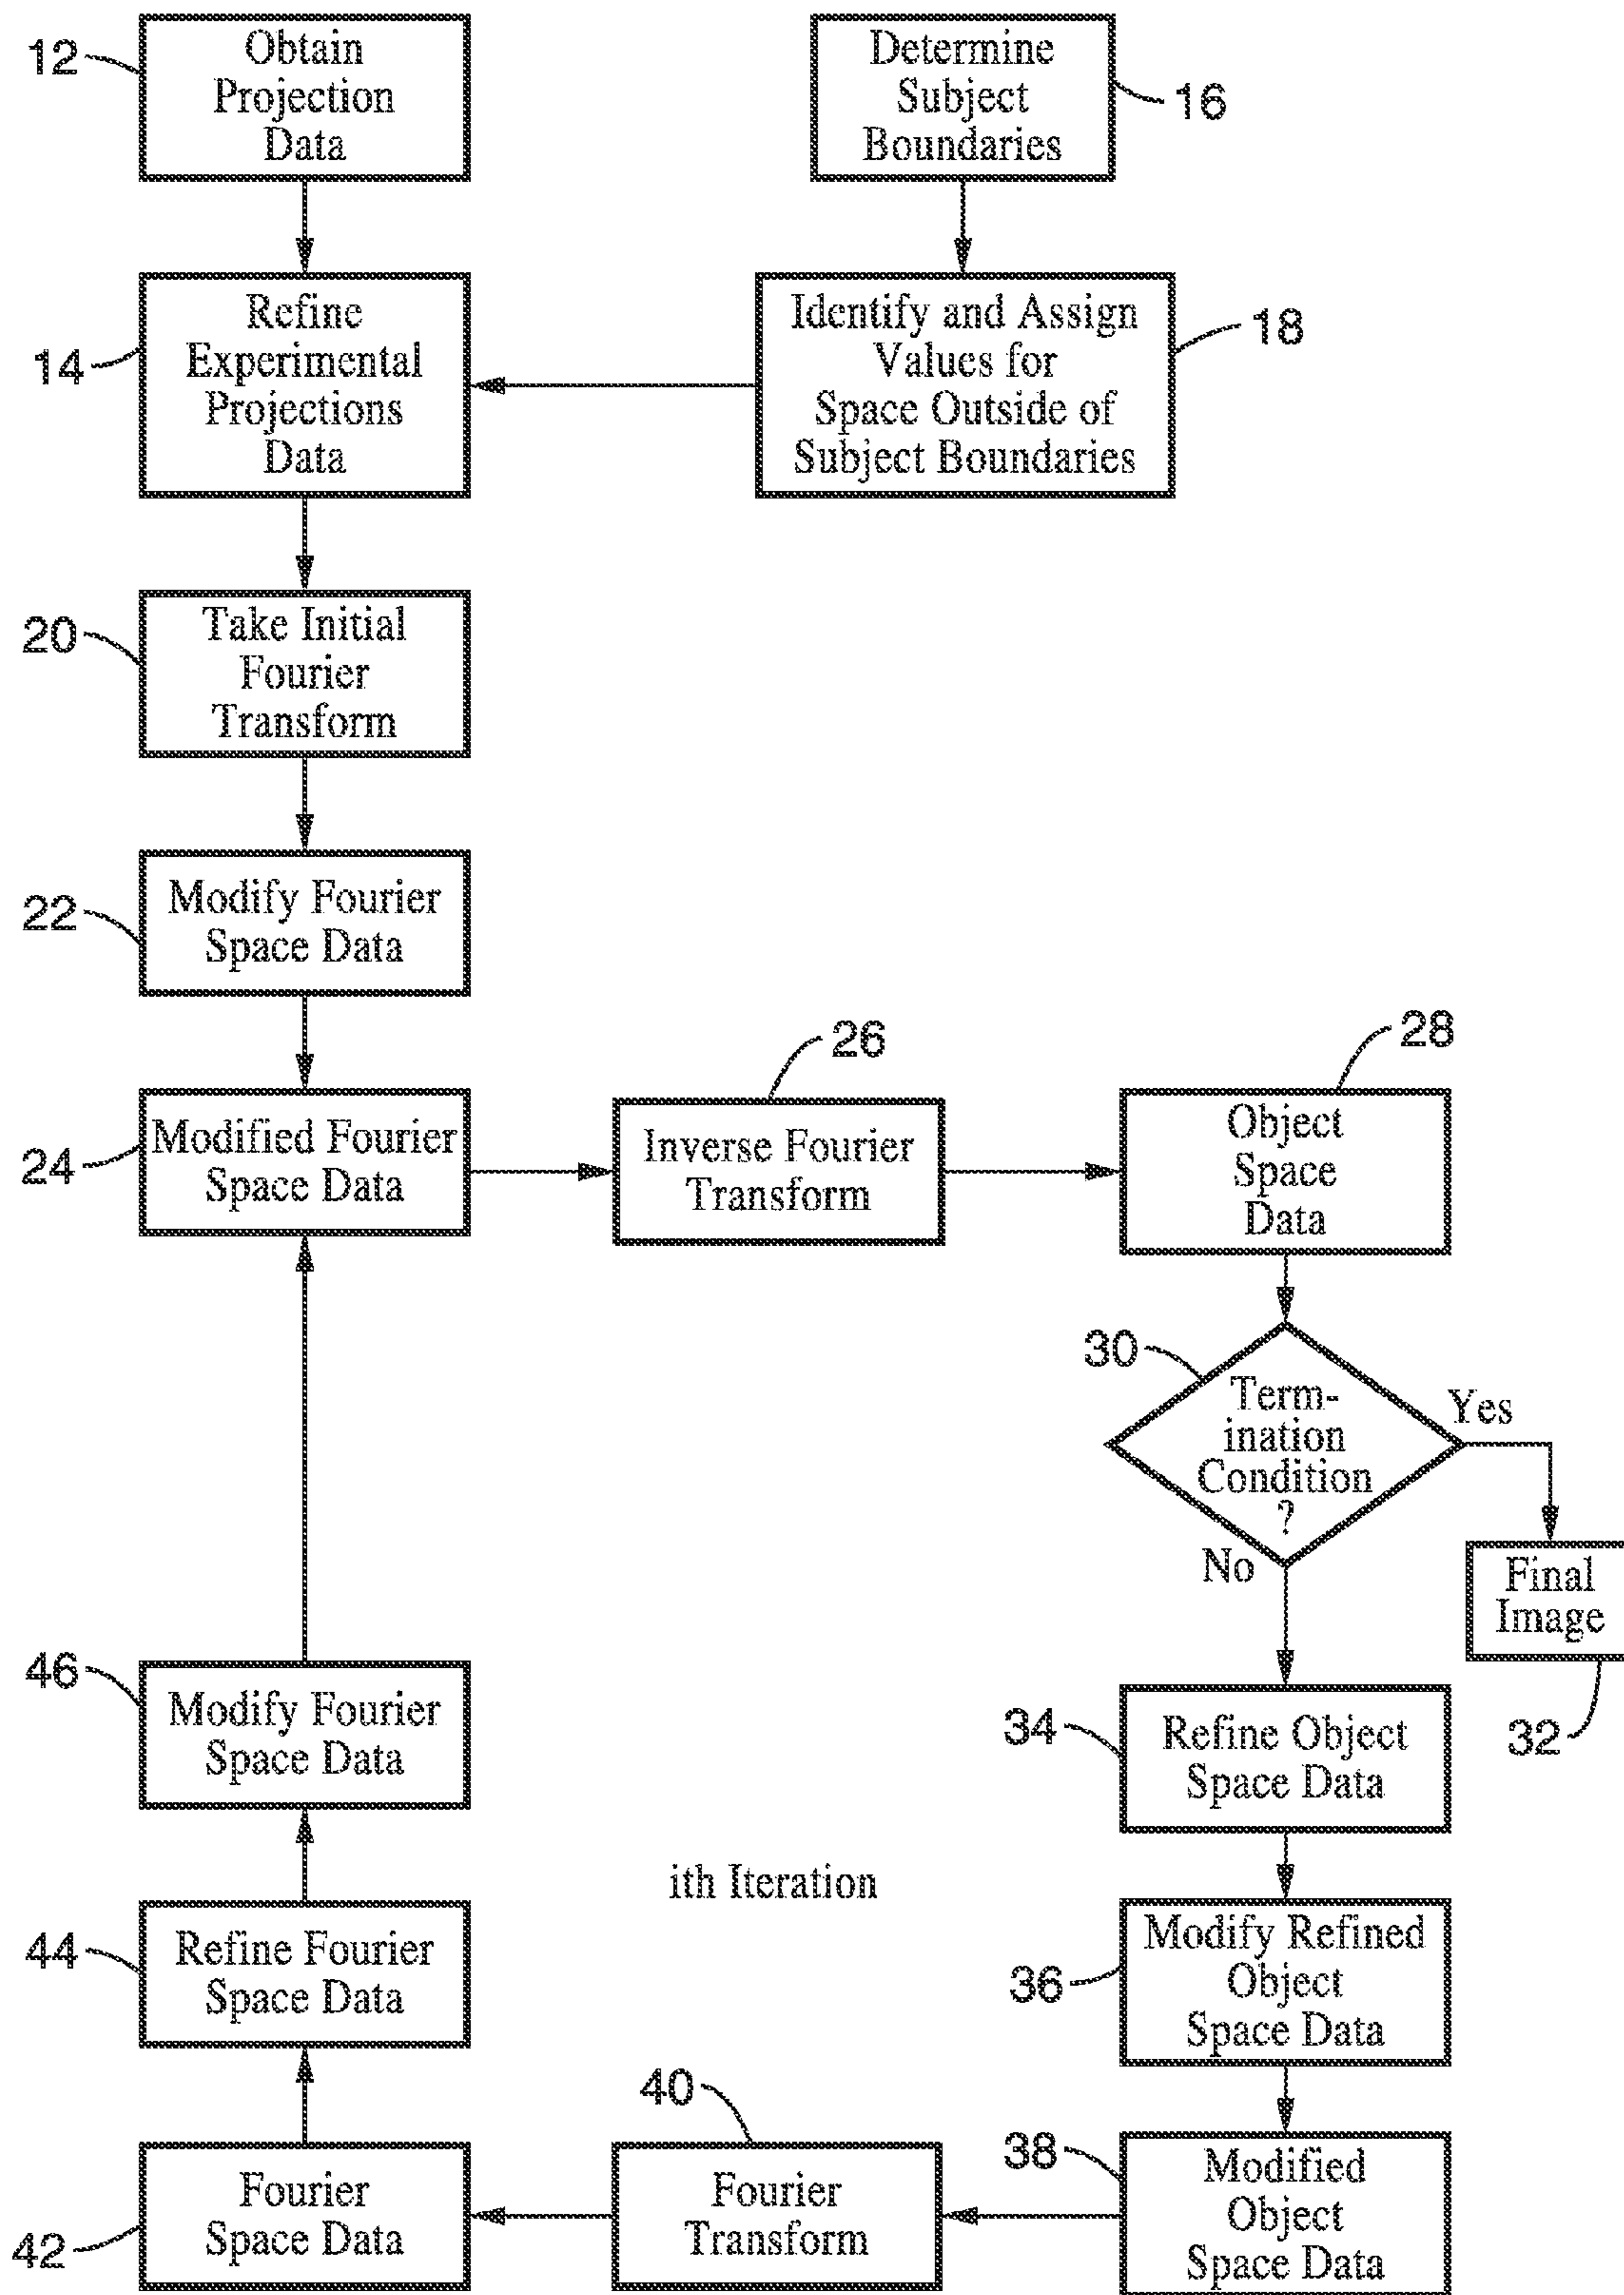 12
Obtain
Projection
Data
Determine
Subject
Boundaries
16
14
Refine
Experimental
Projections
Data
Identify and Assign
Values for
Space Outside of
Subject Boundaries
18
20
Take Initial
Fourier
Transform
22
Modify Fourier
Space Data
24
Modified Fourier
Space Data
26
Inverse Fourier
Transform
28
Object
Space
Data
30
Term-
ination
Condition
?
Yes
No
Final
Image
32
34
Refine Object
Space Data
36
Modify Refined
Object
Space Data
38
Modified
Object
Space Data
40
Fourier
Transform
42
Fourier
Space Data
44
Refine Fourier
Space Data
46
Modify Fourier
Space Data
ith Iteration